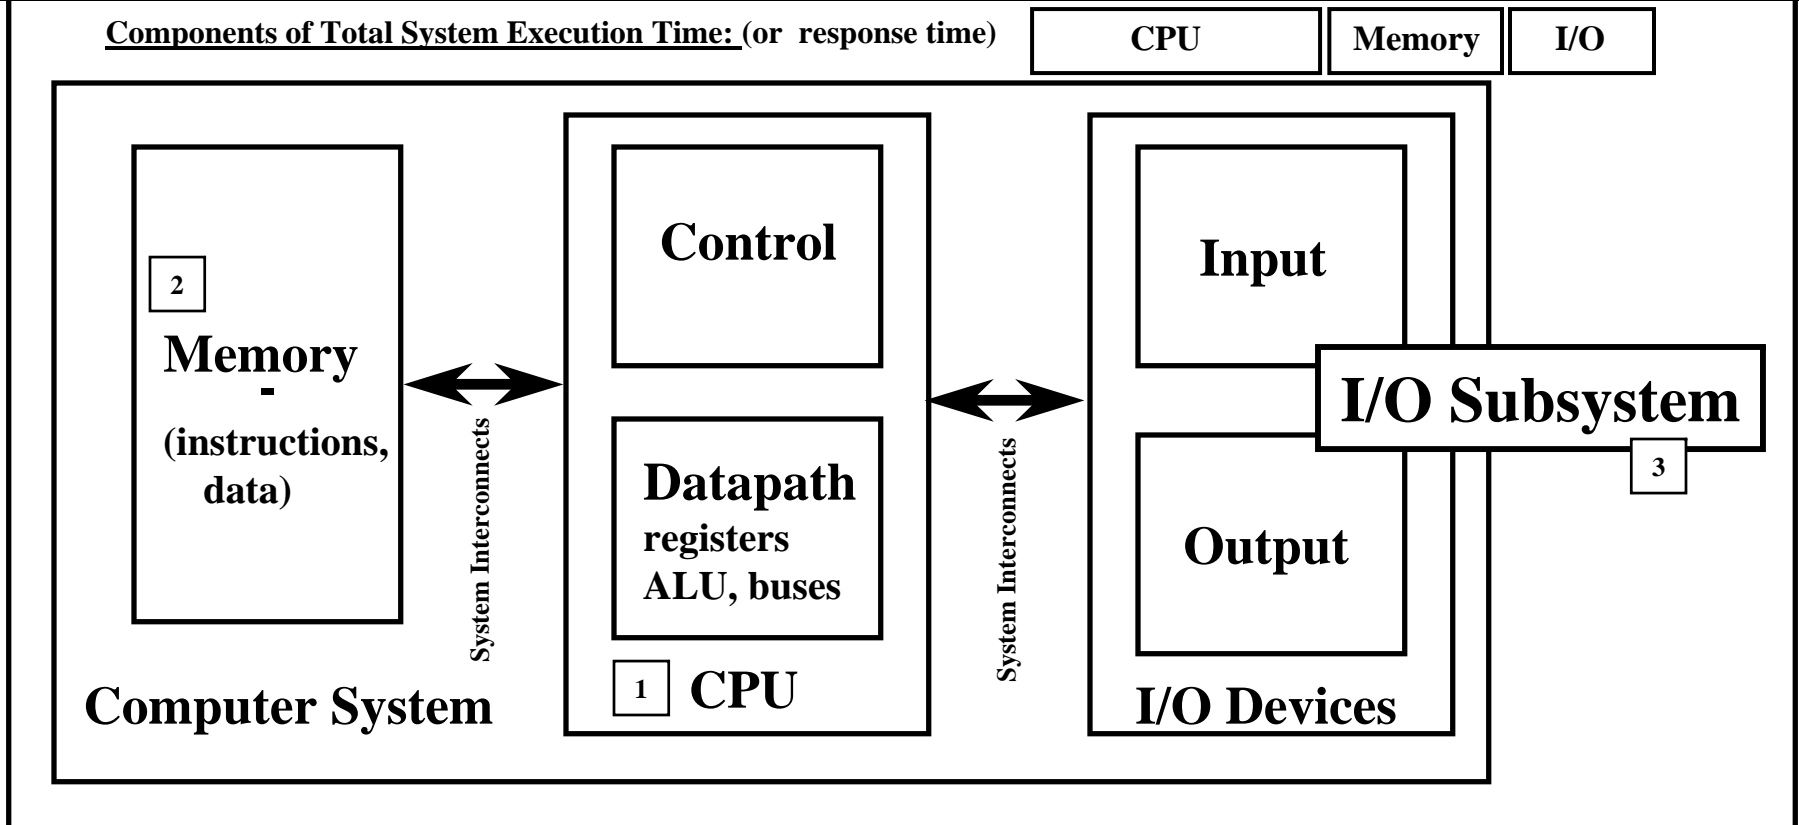 Components of Total System Execution Time: (or response time)
CPU
Memory
I/O
2
Memory
-
(instructions,
data)
System Interconnects
Control
Datapath
registers
ALU, buses
1
CPU
System Interconnects
Input
I/O Subsystem
3
Output
I/O Devices
Computer System